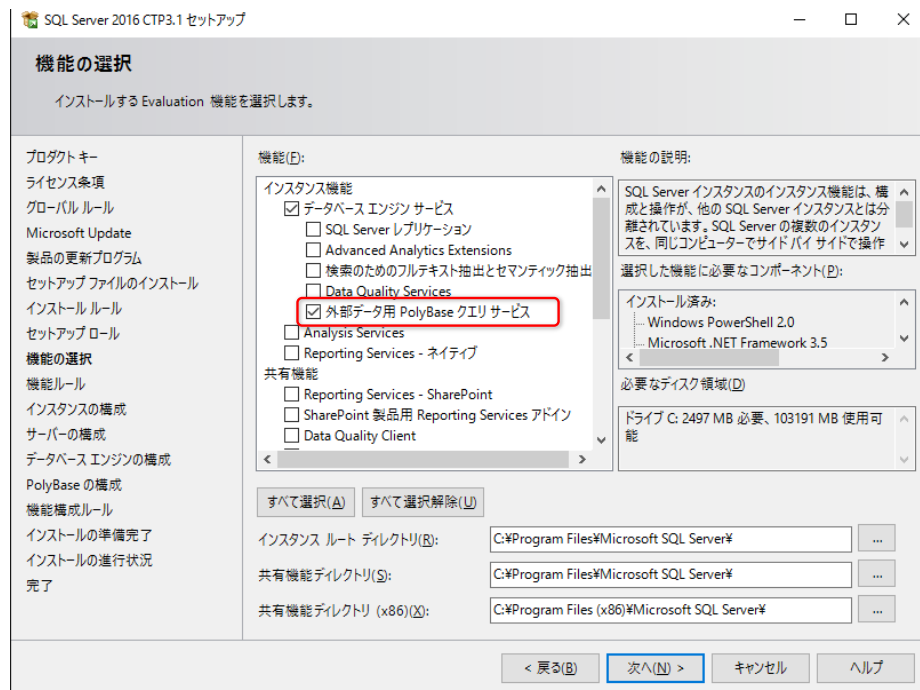 SQL Server 2016 CTP3.1 セットアップ
機能の選択
インストールする Evaluation 機能を選択します。
プロダクト キー
ライセンス条項
グローバル ルール
Microsoft Update
製品の更新プログラム
セットアップ ファイルのインストール
インストール ルール
セットアップ ロール
機能の選択
機能ルール
インスタンスの構成
サーバーの構成
データベース エンジンの構成
PolyBase の構成
機能構成ルール
インストールの準備完了
インストールの進行状況
完了
機能(F):
インスタンス機能
データベース エンジン サービス
SQL Server レプリケーション
Advanced Analytics Extensions
検索のためのフルテキスト抽出とセマンティック抽出
Data Quality Services
外部データ用 PolyBase クエリ サービス
Analysis Services
Reporting Services - ネイティブ
共有機能
Reporting Services - SharePoint
SharePoint 製品用 Reporting Services アドイン
Data Quality Client
機能の説明:
SQL Server インスタンスのインスタンス機能は、構
成と操作が、他の SQL Server インスタンスとは分
離されています。SQL Server の複数のインスタン
スを、同じコンピューターでサイド バイ サイドで操作
選択した機能に必要なコンポーネント(P):
インストール済み:
Windows PowerShell 2.0
Microsoft .NET Framework 3.5
必要なディスク領域(D)
ドライブ C: 2497 MB 必要、103191 MB 使用可
能
すべて選択(A)
すべて選択解除(U)
インスタンス ルート ディレクトリ(R):
C:¥Program Files¥Microsoft SQL Server¥
...
共有機能ディレクトリ(S):
C:¥Program Files¥Microsoft SQL Server¥
...
共有機能ディレクトリ (x86)(X):
C:¥Program Files (x86)¥Microsoft SQL Server¥
...
< 戻る(B)
次へ(N) >
キャンセル
ヘルプ